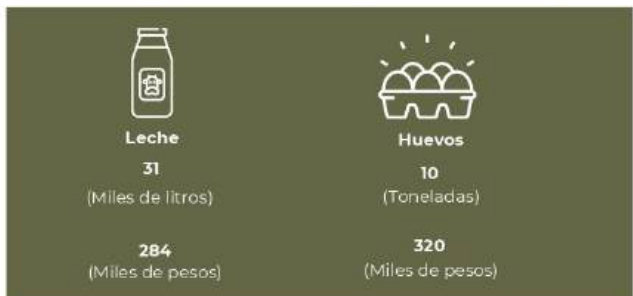 Leche
31
(Miles de litros)
284
(Miles de pesos)
Huevos
10
(Toneladas)
320
(Miles de pesos)